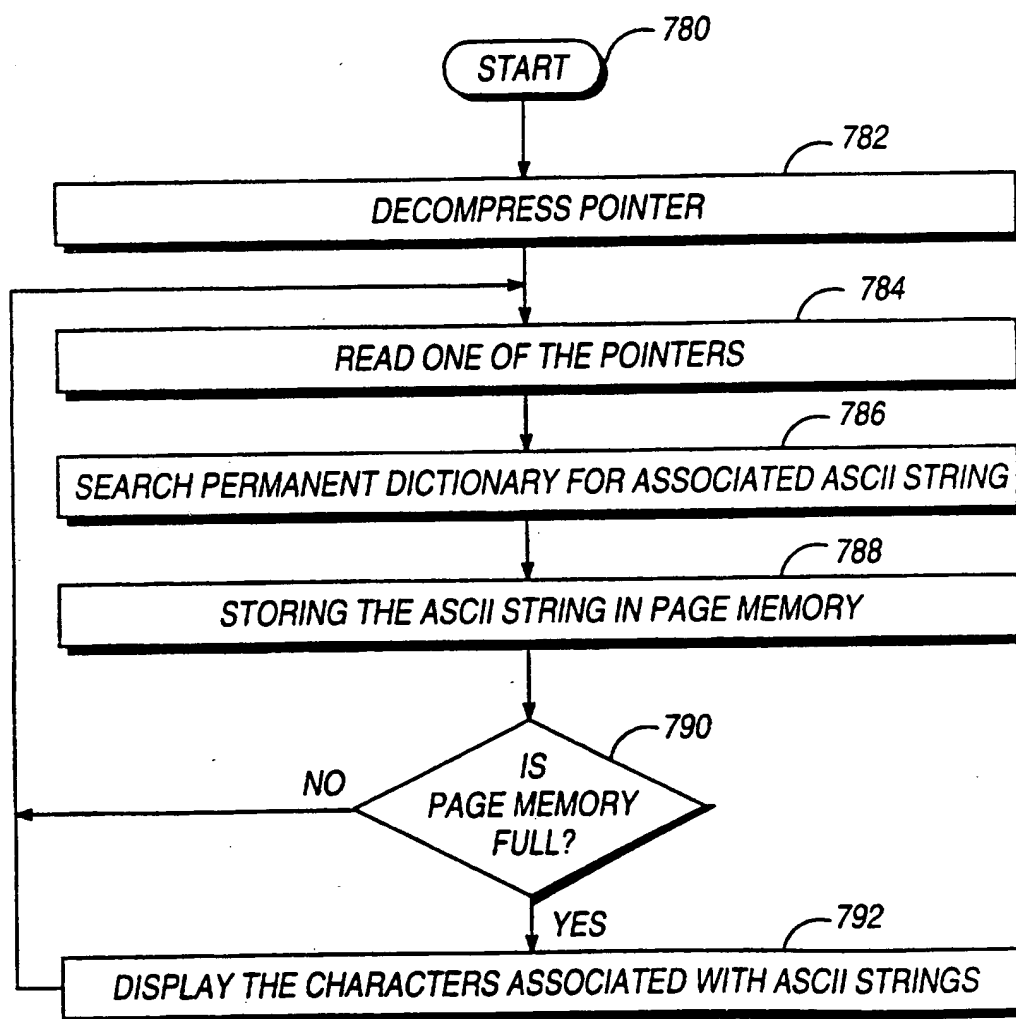 780
START
782
DECOMPRESS POINTER
784
READ ONE OF THE POINTERS
786
SEARCH PERMANENT DICTIONARY FOR ASSOCIATED ASCII STRING
788
STORING THE ASCII STRING IN PAGE MEMORY
790
IS
PAGE MEMORY
FULL?
NO
YES
792
DISPLAY THE CHARACTERS ASSOCIATED WITH ASCII STRINGS